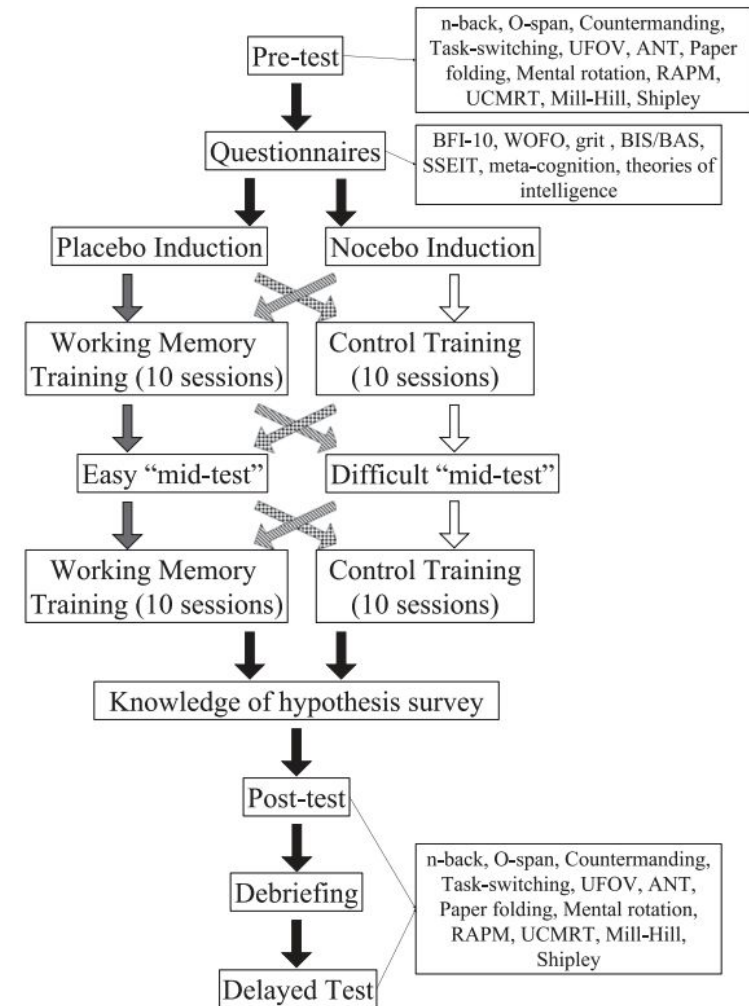 Pre-test
n-back, O-span, Countermanding,
Task-switching, UFOV, ANT, Paper
folding, Mental rotation, RAPM,
UCMRT, Mill-Hill, Shipley
Questionnaires
BFI-10, WOFO, grit , BIS/BAS,
SSEIT, meta-cognition, theories of
intelligence
Placebo Induction
Nocebo Induction
Working Memory
Training (10 sessions)
Control Training
(10 sessions)
Easy “mid-test”
Difficult “mid-test”
Working Memory
Training (10 sessions)
Control Training
(10 sessions)
Knowledge of hypothesis survey
Post-test
Debriefing
Delayed Test
n-back, O-span, Countermanding,
Task-switching, UFOV, ANT,
Paper folding, Mental rotation,
RAPM, UCMRT, Mill-Hill,
Shipley